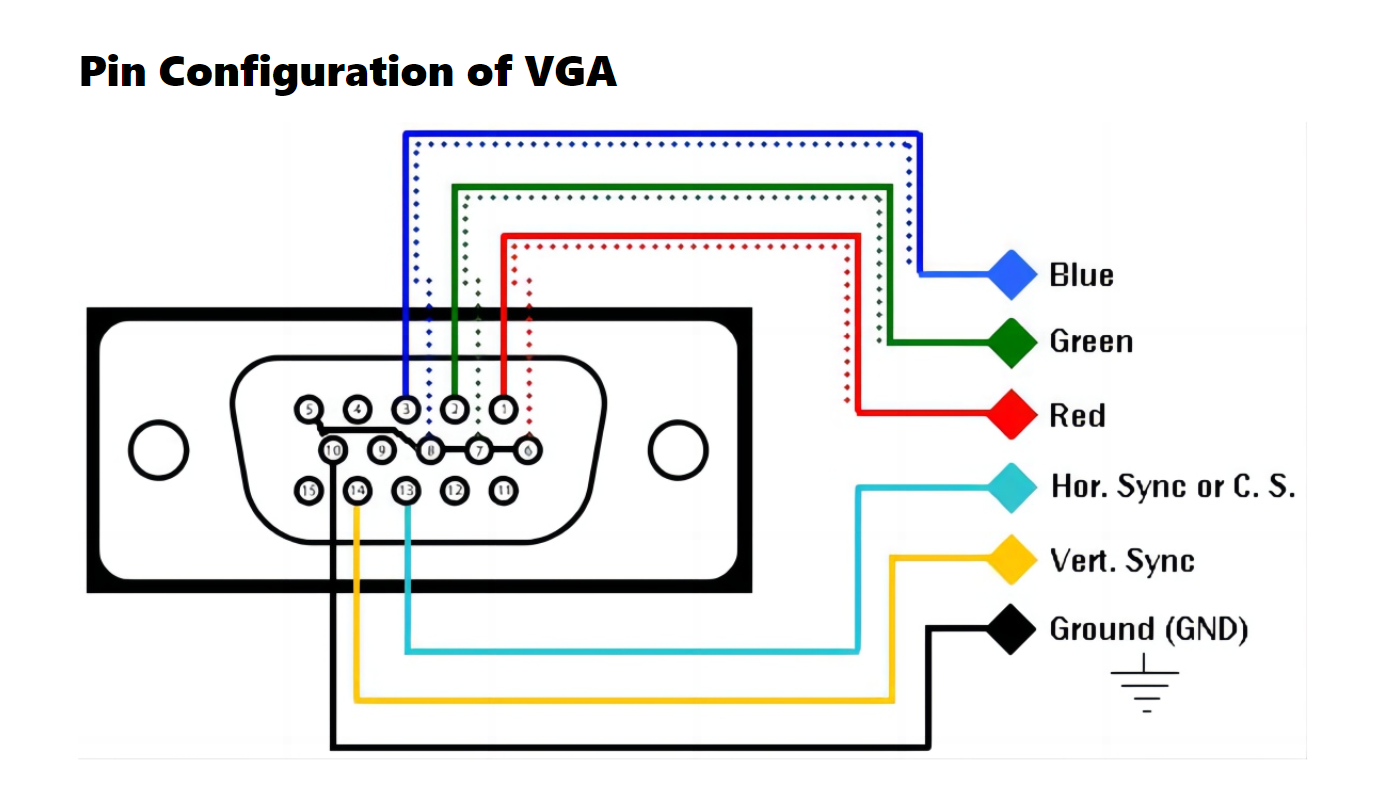 Pin Configuration of VGA
Blue
Green
Red
Hor. Sync or C. S.
Vert. Sync
Ground (GND)
5 4 3 2 1
10 9 8 7 6
15 14 13 12 11